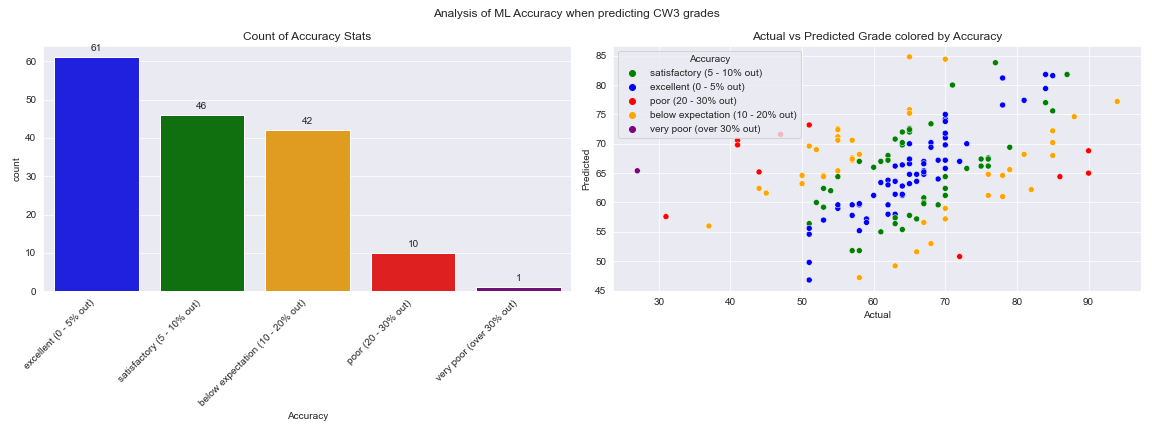 Analysis of ML Accuracy when predicting CW3 grades
Count of Accuracy Stats
count
60
50
40
30
20
10
0
61
46
42
10
1
excellent (0 - 5% out)
satisfactory (5 - 10% out)
below expectation (10 - 20% out)
poor (20 - 30% out)
very poor (over 30% out)
Accuracy
Actual vs Predicted Grade colored by Accuracy
Accuracy
satisfactory (5 - 10% out)
excellent (0 - 5% out)
poor (20 - 30% out)
below expectation (10 - 20% out)
very poor (over 30% out)
Predicted
85
80
75
70
65
60
55
50
45
30
40
50
60
70
80
90
Actual